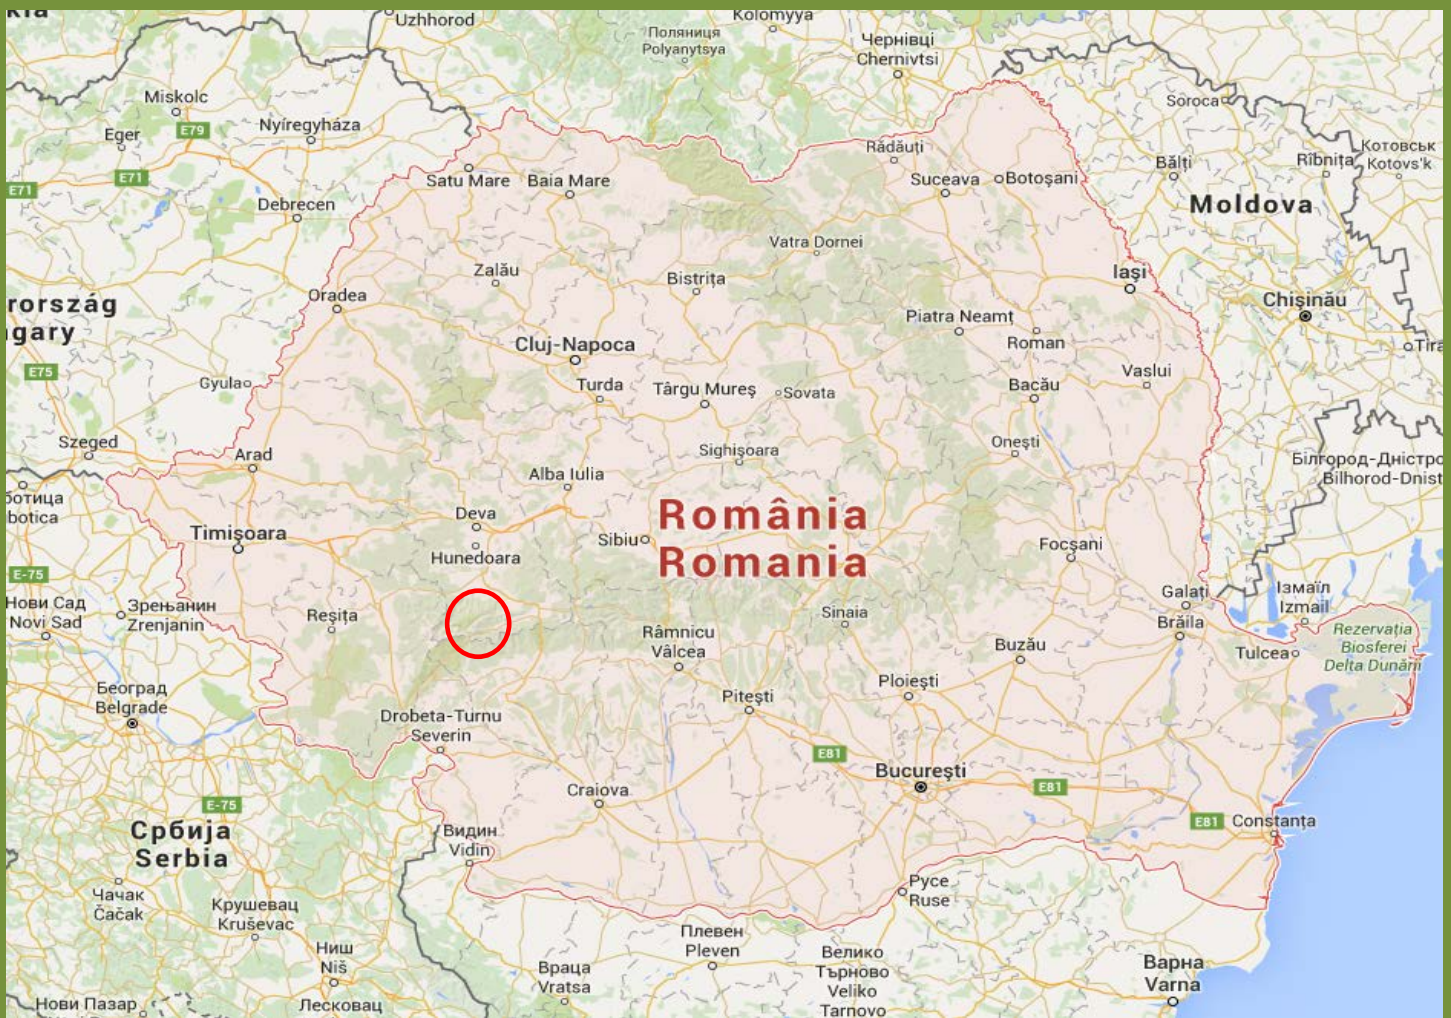 Uzhhorod
Kolomyya
Поляниця
Polyanytsya
Чернівці
Chernivtsi
Miskolc
Soroca
Eger
E79
Nyíregyháza
Rădăuți
Bălți
Котовськ
Rîbnița
Kotovs'k
E71
E71
Satu Mare
Baia Mare
Suceava
Botoșani
Debrecen
Moldova
Vatra Dornei
Zalău
Bistrița
Iași
Oradea
Chișinău
rország
gary
Piatra Neamț
Cluj-Napoca
Roman
Tira
E75
Gyula
Turda
Târgu Mureș
Sovata
Bacău
Vaslui
Szeged
Arad
Sighișoara
Onești
Білгород-Дністро
Bilhorod-Dnist
Alba Iulia
ботица
botica
Deva
România
Romania
Timișoara
Hunedoara
Sibiu
Focșani
E-75
Нови Сад
Novi Sad
Зрењанин
Zrenjanin
Reșița
Sinaia
Galați
Ізмаїл
Izmail
Râmnicu
Vâlcea
Brăila
Rezervația
Biosferei
Delta Dunării
Buzău
Tulcea
Београд
Belgrade
Ploiești
Pitești
Drobeta-Turnu
Severin
E81
București
E81
Craiova
E-75
E81
Constanța
Србија
Serbia
Видин
Vidin
Чачак
Čačak
Крушевац
Kruševac
Русе
Ruse
Плевен
Pleven
Ниш
Niš
Велико
Търново
Veliko
Tarnovo
Враца
Vratsa
Варна
Varna
Нови Пазар
Лесковац